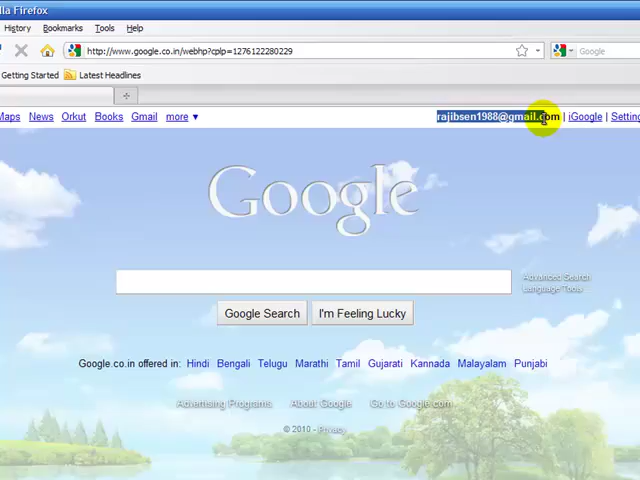 lla Firefox
History Bookmarks Tools Help
http://www.google.co.in/webhp?cplp=1276122280229 Google
Getting Started Latest Headlines
Maps News Orkut Books Gmail more ▼ rajibsen1988@gmail.com | iGoogle | Setting
Google
Advanced Search
Language Tools
Google Search I'm Feeling Lucky
Google.co.in offered in: Hindi Bengali Telugu Marathi Tamil Gujarati Kannada Malayalam Punjabi
Advertising Programs About Google Go to Google.com
© 2010 - Privacy